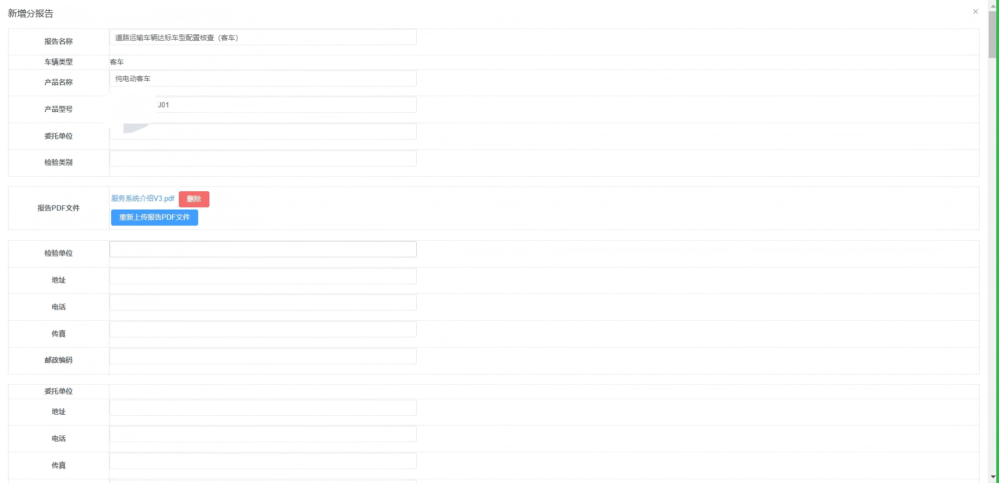 新增分报告
报告名称 道路运输车辆达标车型配置核查（客车）
车辆类型 客车
产品名称 纯电动客车
产品型号 J01
委托单位
检验类别
报告PDF文件 服务系统介绍V3.pdf 删除
重新上传报告PDF文件
检验单位
地址
电话
传真
邮政编码
委托单位
地址
电话
传真